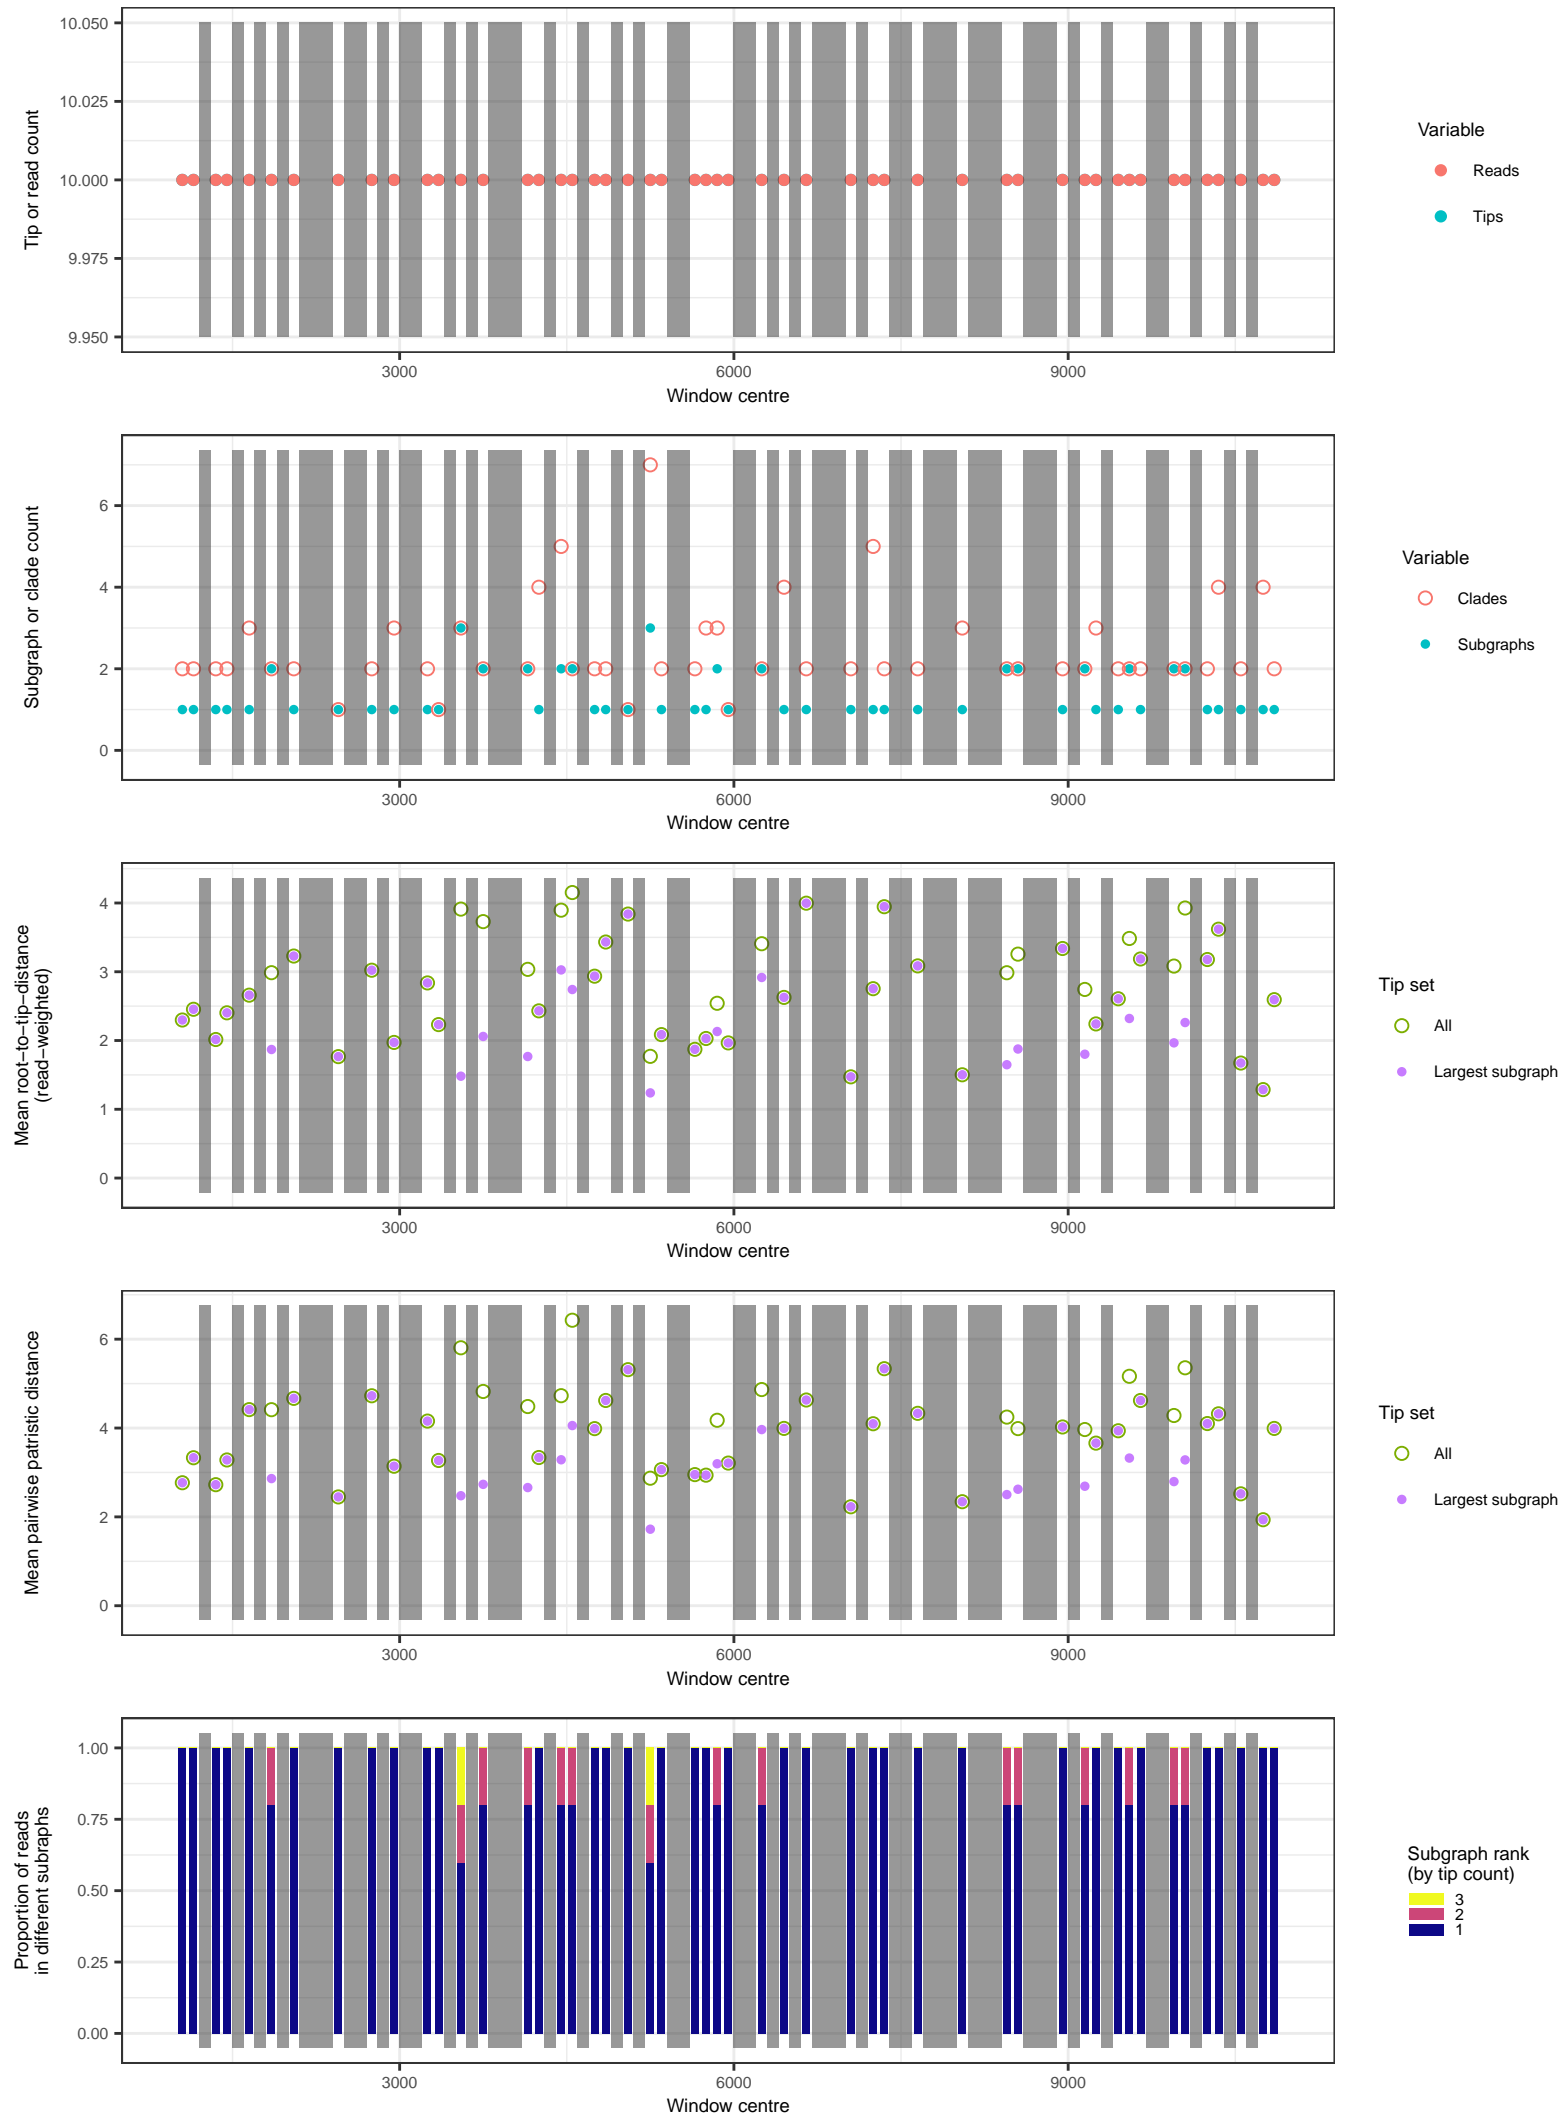 10.050
10.025
10.000
9.975
9.950
Tip or read count
3000
6000
9000
Window centre
Variable
Reads
Tips
6
4
2
0
Subgraph or clade count
3000
6000
9000
Window centre
Variable
Clades
Subgraphs
4
3
2
1
0
Mean root−to−tip−distance
(read−weighted)
3000
6000
9000
Window centre
Tip set
All
Largest subgraph
6
4
2
0
Mean pairwise patristic distance
3000
6000
9000
Window centre
Tip set
All
Largest subgraph
1.00
0.75
0.50
0.25
0.00
Proportion of reads
in different subraphs
3000
6000
9000
Window centre
Subgraph rank
(by tip count)
3
2
1